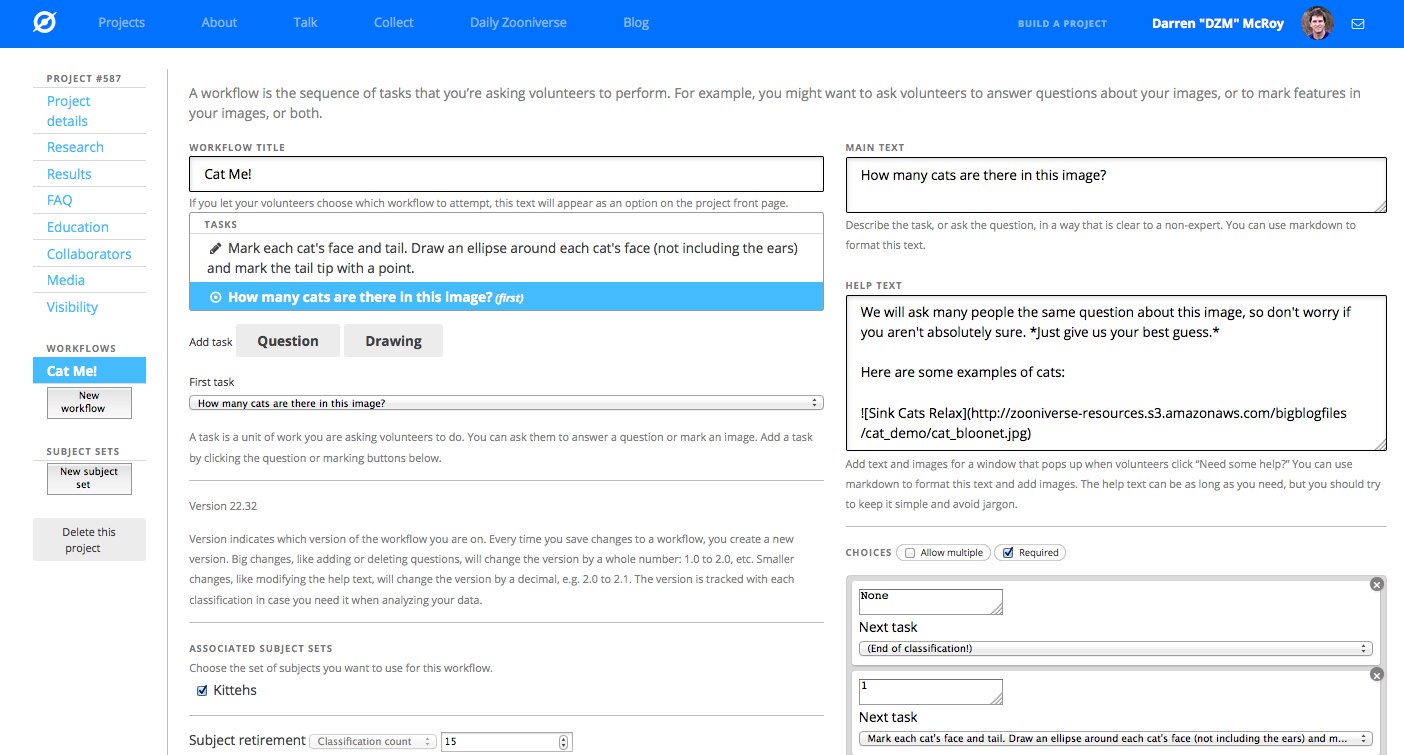 Projects About Talk Collect Daily Zooniverse Blog BUILD A PROJECT Darren "DZM" McRoy
PROJECT #587
Project
details
Research
Results
FAQ
Education
Collaborators
Media
Visibility
WORKFLOWS
Cat Me!
New
workflow
SUBJECT SETS
New subject
set
Delete this
project
A workflow is the sequence of tasks that you’re asking volunteers to perform. For example, you might want to ask volunteers to answer questions about your images, or to mark features in
your images, or both.
WORKFLOW TITLE
Cat Me!
If you let your volunteers choose which workflow to attempt, this text will appear as an option on the project front page.
TASKS
Mark each cat's face and tail. Draw an ellipse around each cat's face (not including the ears)
and mark the tail tip with a point.
How many cats are there in this image? (first)
Add task Question Drawing
First task
How many cats are there in this image?
A task is a unit of work you are asking volunteers to do. You can ask them to answer a question or mark an image. Add a task
by clicking the question or marking buttons below.
Version 22.32
Version indicates which version of the workflow you are on. Every time you save changes to a workflow, you create a new
version. Big changes, like adding or deleting questions, will change the version by a whole number: 1.0 to 2.0, etc. Smaller
changes, like modifying the help text, will change the version by a decimal, e.g. 2.0 to 2.1. The version is tracked with each
classification in case you need it when analyzing your data.
ASSOCIATED SUBJECT SETS
Choose the set of subjects you want to use for this workflow.
Kittehs
Subject retirement Classification count 15
MAIN TEXT
How many cats are there in this image?
Describe the task, or ask the question, in a way that is clear to a non-expert. You can use markdown to
format this text.
HELP TEXT
We will ask many people the same question about this image, so don't worry if
you aren't absolutely sure. *Just give us your best guess.*
Here are some examples of cats:
![Sink Cats Relax](http://zooniverse-resources.s3.amazonaws.com/bigblogfiles
/cat_demo/cat_bloonet.jpg)
Add text and images for a window that pops up when volunteers click “Need some help?” You can use
markdown to format this text and add images. The help text can be as long as you need, but you should try
to keep it simple and avoid jargon.
CHOICES Allow multiple Required
None
Next task
(End of classification!)
1
Next task
Mark each cat's face and tail. Draw an ellipse around each cat's face (not including the ears) and m...